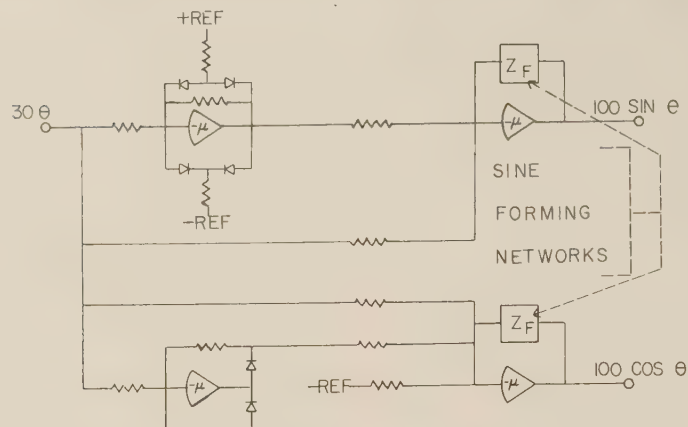 +REF
30 θ
-μ
-REF
Z F
-μ
100 SIN θ
SINE
FORMING
NETWORKS
Z F
-μ
-REF
-μ
100 COS θ